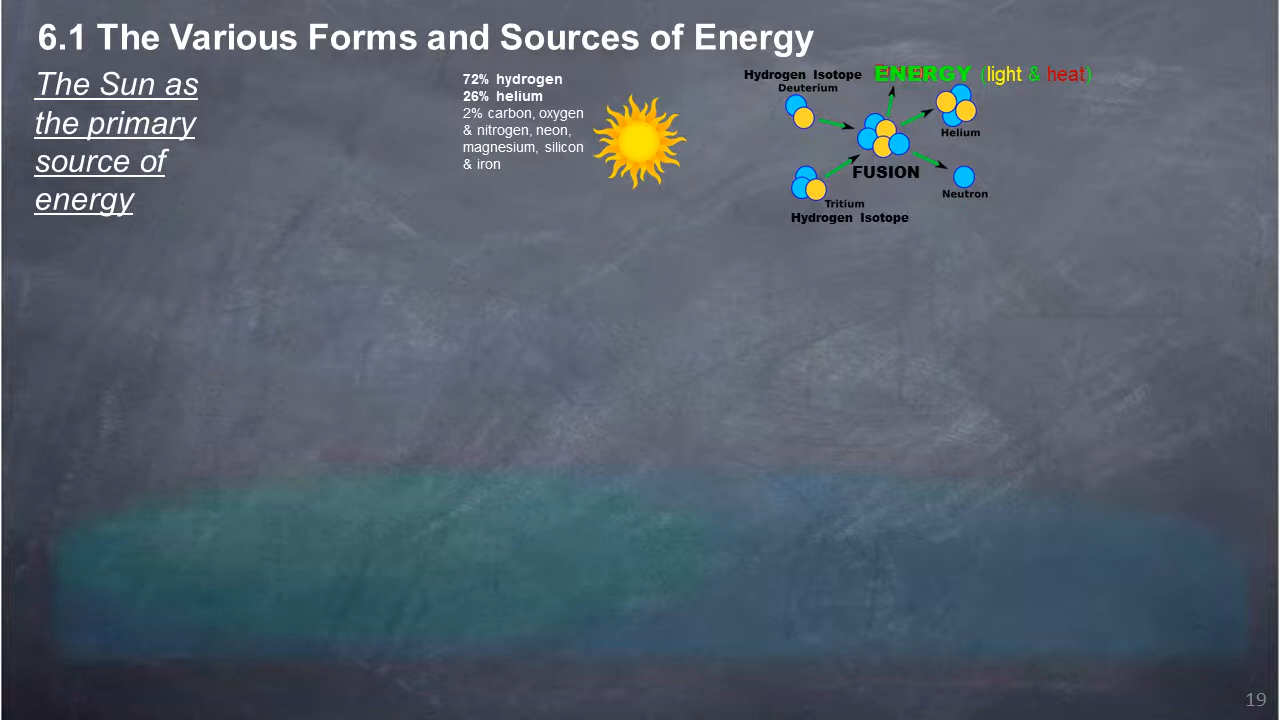 6.1 The Various Forms and Sources of Energy
The Sun as
the primary
source of
energy
72% hydrogen
26% helium
2% carbon, oxygen
& nitrogen, neon,
magnesium, silicon
& iron
Hydrogen Isotope
Deuterium
ENERGY (light & heat)
Helium
FUSION
Neutron
Tritium
Hydrogen Isotope
19